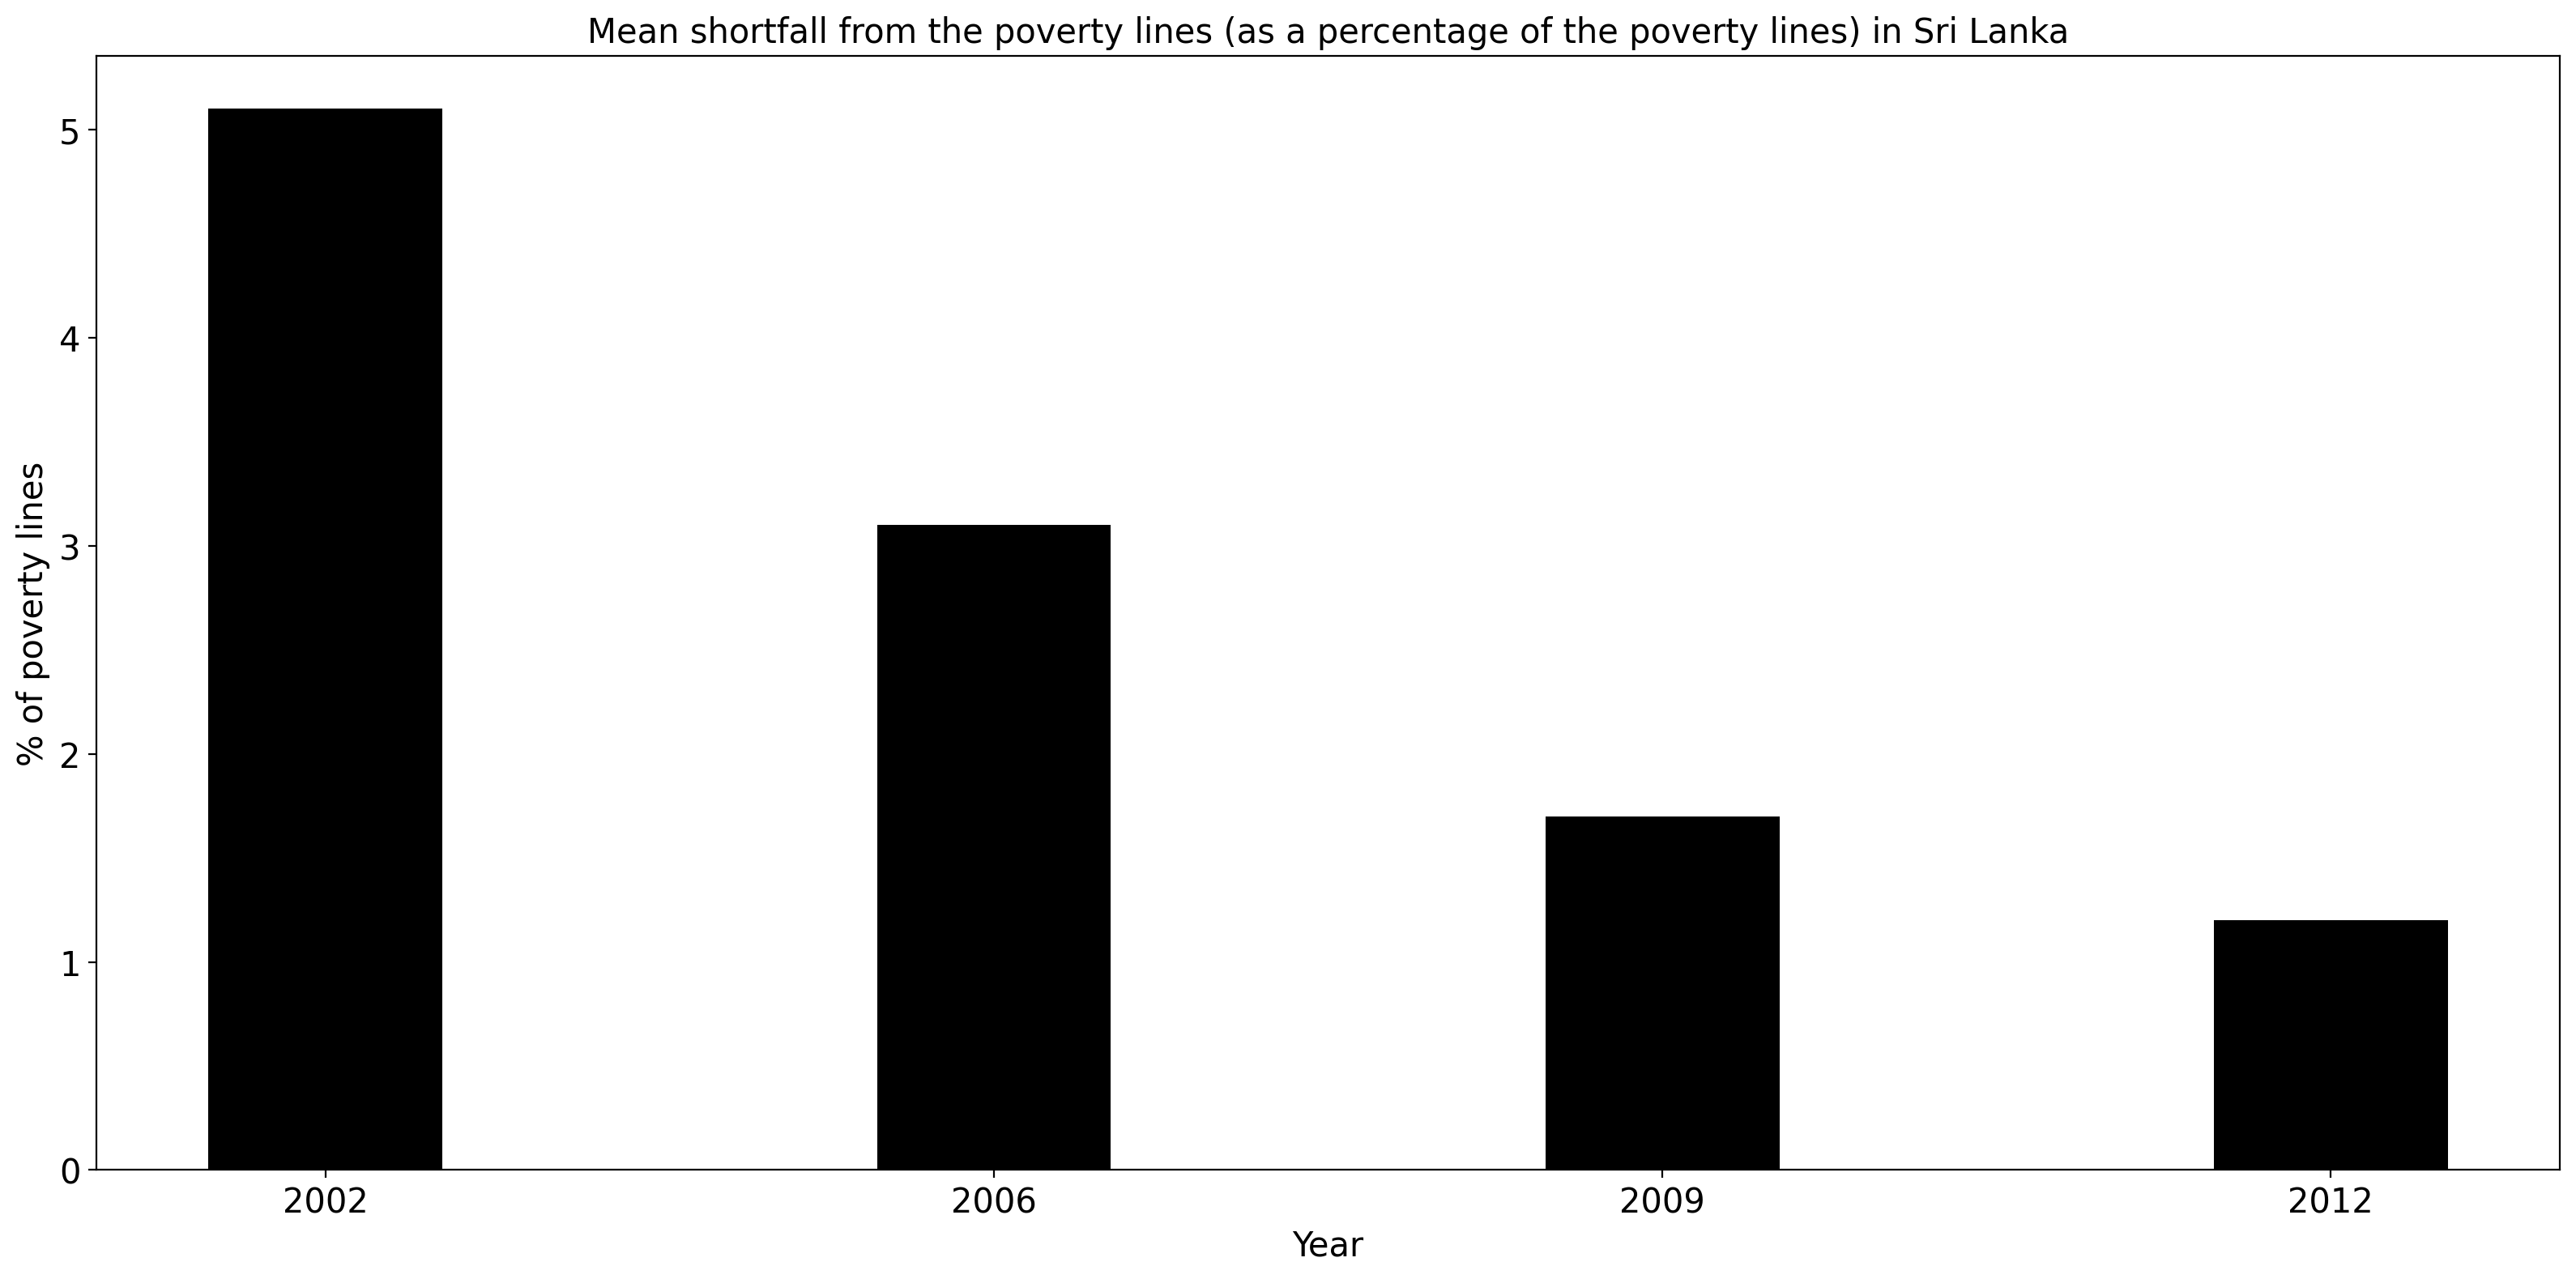 Mean shortfall from the poverty lines (as a percentage of the poverty lines) in Sri Lanka
% of poverty lines
5
4
3
2
1
0
2002 2006 2009 2012
Year